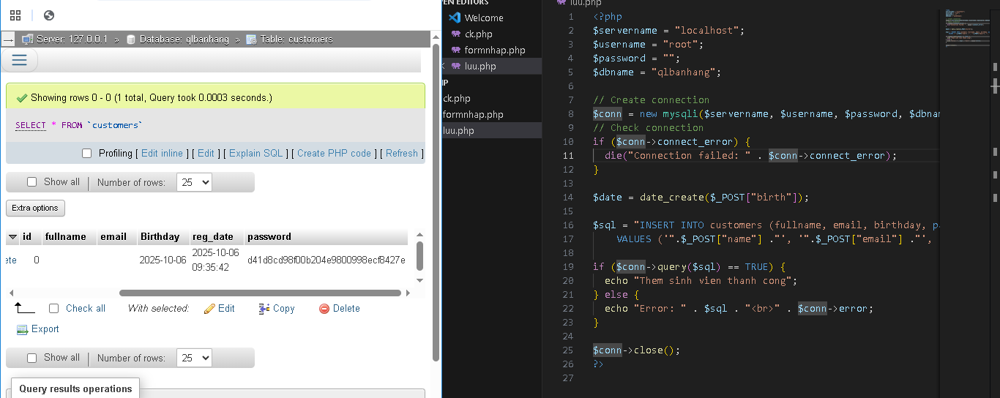 Server: 127.0.0.1 » Database: qlbanhang » Table: customers
Showing rows 0 - 0 (1 total, Query took 0.0003 seconds.)
SELECT * FROM `customers`
Profiling [ Edit inline ] [ Edit ] [ Explain SQL ] [ Create PHP code ] [ Refresh ]
Show all | Number of rows: 25
Extra options
id fullname email Birthday reg_date password
0 2025-10-06 2025-10-06 d41d8cd98f00b204e9800998ecf8427e
09:35:42
Check all With selected: Edit Copy Delete
Export
Show all | Number of rows: 25
Query results operations
EDITORS
Welcome
ck.php
formnhap.php
luu.php
ck.php
formnhap.php
luu.php
luu.php
1 <?php
2 $servername = "localhost";
3 $username = "root";
4 $password = "";
5 $dbname = "qlbanhang";
6
7 // Create connection
8 $conn = new mysqli($servername, $username, $password, $dbna
9 // Check connection
10 if ($conn->connect_error) {
11 die("Connection failed: " . $conn->connect_error);
12 }
13
14 $date = date_create($_POST["birth"]);
15
16 $sql = "INSERT INTO customers (fullname, email, birthday, p
17 VALUES ('".$_POST["name"] ."', '".$_POST["email"] ."',
18
19 if ($conn->query($sql) == TRUE) {
20 echo "Them sinh vien thanh cong";
21 } else {
22 echo "Error: " . $sql . "<br>" . $conn->error;
23 }
24
25 $conn->close();
26 ?>
27